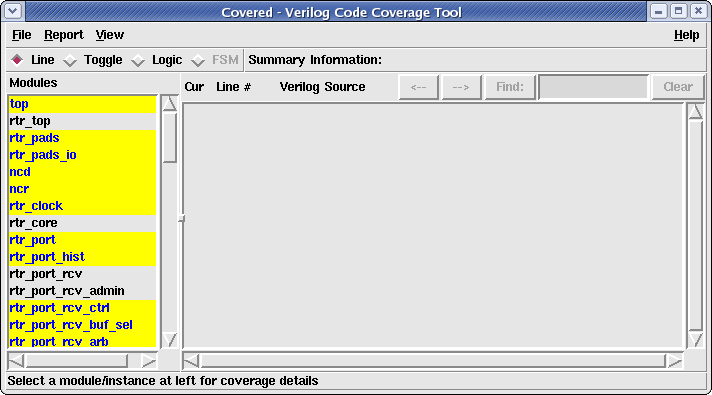 Covered - Verilog Code Coverage Tool
File Report View Help
Line Toggle Logic FSM Summary Information:
Modules
Cur Line # Verilog Source <-- --> Find: Clear
top
rtr_top
rtr_pads
rtr_pads_io
ncd
ncr
rtr_clock
rtr_core
rtr_port
rtr_port_hist
rtr_port_rcv
rtr_port_rcv_admin
rtr_port_rcv_ctrl
rtr_port_rcv_buf_sel
rtr_port_rcv_arb
Select a module/instance at left for coverage details